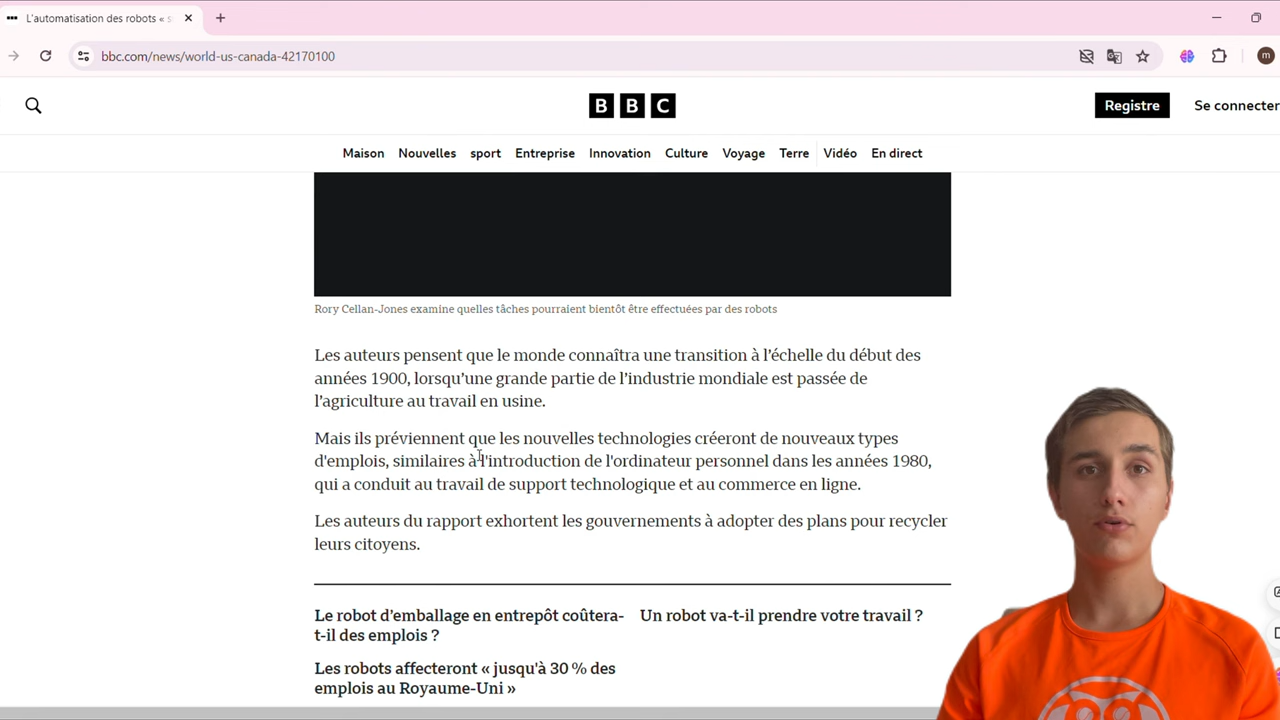 L'automatisation des robots « s
bbc.com/news/world-us-canada-42170100
m
BBC
Registre
Se connecter
Maison Nouvelles sport Entreprise Innovation Culture Voyage Terre Vidéo En direct
Rory Cellan-Jones examine quelles tâches pourraient bientôt être effectuées par des robots
Les auteurs pensent que le monde connaîtra une transition à l'échelle du début des
années 1900, lorsqu'une grande partie de l'industrie mondiale est passée de
l'agriculture au travail en usine.
Mais ils préviennent que les nouvelles technologies créeront de nouveaux types
d'emplois, similaires à l'introduction de l'ordinateur personnel dans les années 1980,
qui a conduit au travail de support technologique et au commerce en ligne.
Les auteurs du rapport exhortent les gouvernements à adopter des plans pour recycler
leurs citoyens.
Le robot d'emballage en entrepôt coûtera-
t-il des emplois ?
Un robot va-t-il prendre votre travail ?
Les robots affecteront « jusqu'à 30 % des
emplois au Royaume-Uni »